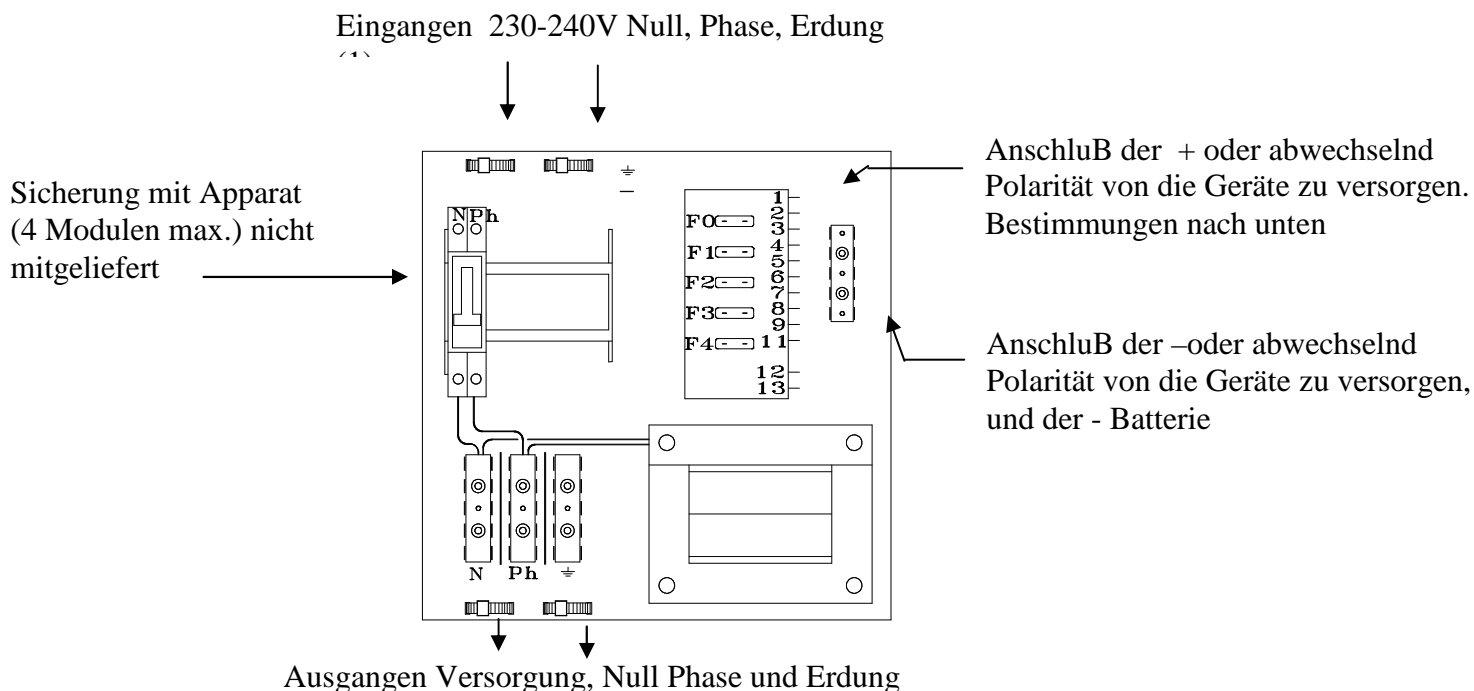 Eingangen 230-240V Null, Phase, Erdung
AnschluB der + oder abwechselnd
Polarität von die Geräte zu versorgen.
Bestimmungen nach unten
Sicherung mit Apparat
(4 Modulen max.) nicht
mitgeliefert
N Ph
1
2
F0
3
4
F1
5
6
F2
7
8
F3
9
F4
11
12
13
AnschluB der –oder abwechselnd
Polarität von die Geräte zu versorgen,
und der - Batterie
N Ph
Ausgangen Versorgung, Null Phase und Erdung